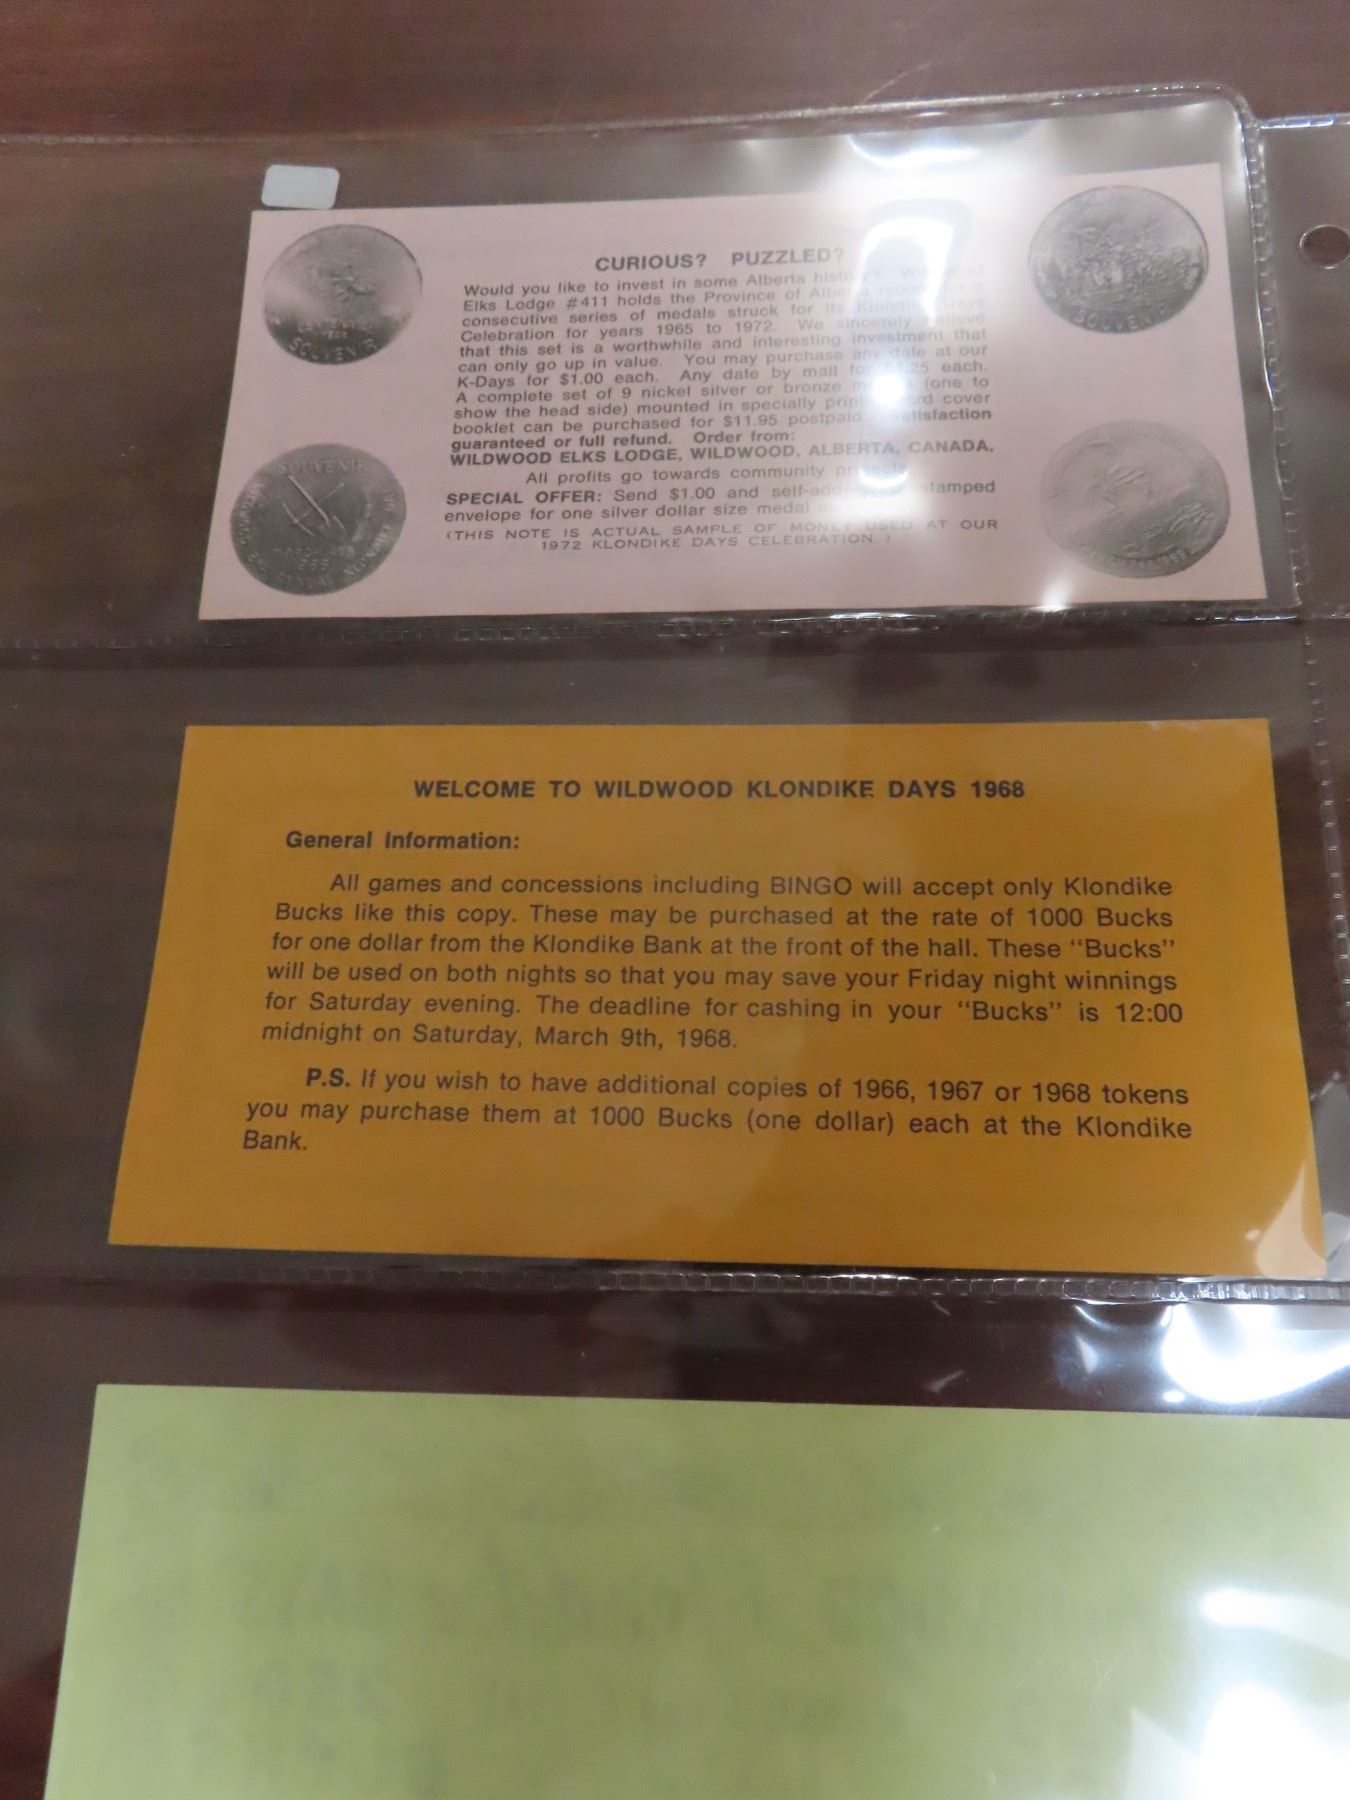 CURIOUS? PUZZLED?
Would you like to invest in some Alberta
Elks Lodge #411 holds the Province of
consecutive series of medals struck for its Klondike Days
Celebration for years 1965 to 1972. We sincerely believe
that this set is a worthwhile and interesting investment that
can only go up in value. You may purchase any date at our
K-Days for $1.00 each. Any date by mail for each.
A complete set of 9 nickel silver or bronze (one to
show the head side) mounted in specially cover
booklet can be purchased for $11.95 postpaid. Satisfaction
guaranteed or full refund. Order from:
WILDWOOD ELKS LODGE, WILDWOOD, ALBERTA, CANADA.
All profits go towards community
SPECIAL OFFER: Send $1.00 and stamped
envelope for one silver dollar size medal
(THIS NOTE IS ACTUAL SAMPLE OF MONEY USED AT OUR
1972 KLONDIKE DAYS CELEBRATION.)
SOUVENIR
SOUVENIR
SOUVENIR
1966
ANNUAL
WELCOME TO WILDWOOD KLONDIKE DAYS 1968
General Information:
All games and concessions including BINGO will accept only Klondike
Bucks like this copy. These may be purchased at the rate of 1000 Bucks
for one dollar from the Klondike Bank at the front of the hall. These "Bucks"
will be used on both nights so that you may save your Friday night winnings
for Saturday evening. The deadline for cashing in your "Bucks" is 12:00
midnight on Saturday, March 9th, 1968.
P.S. If you wish to have additional copies of 1966, 1967 or 1968 tokens
you may purchase them at 1000 Bucks (one dollar) each at the Klondike
Bank.